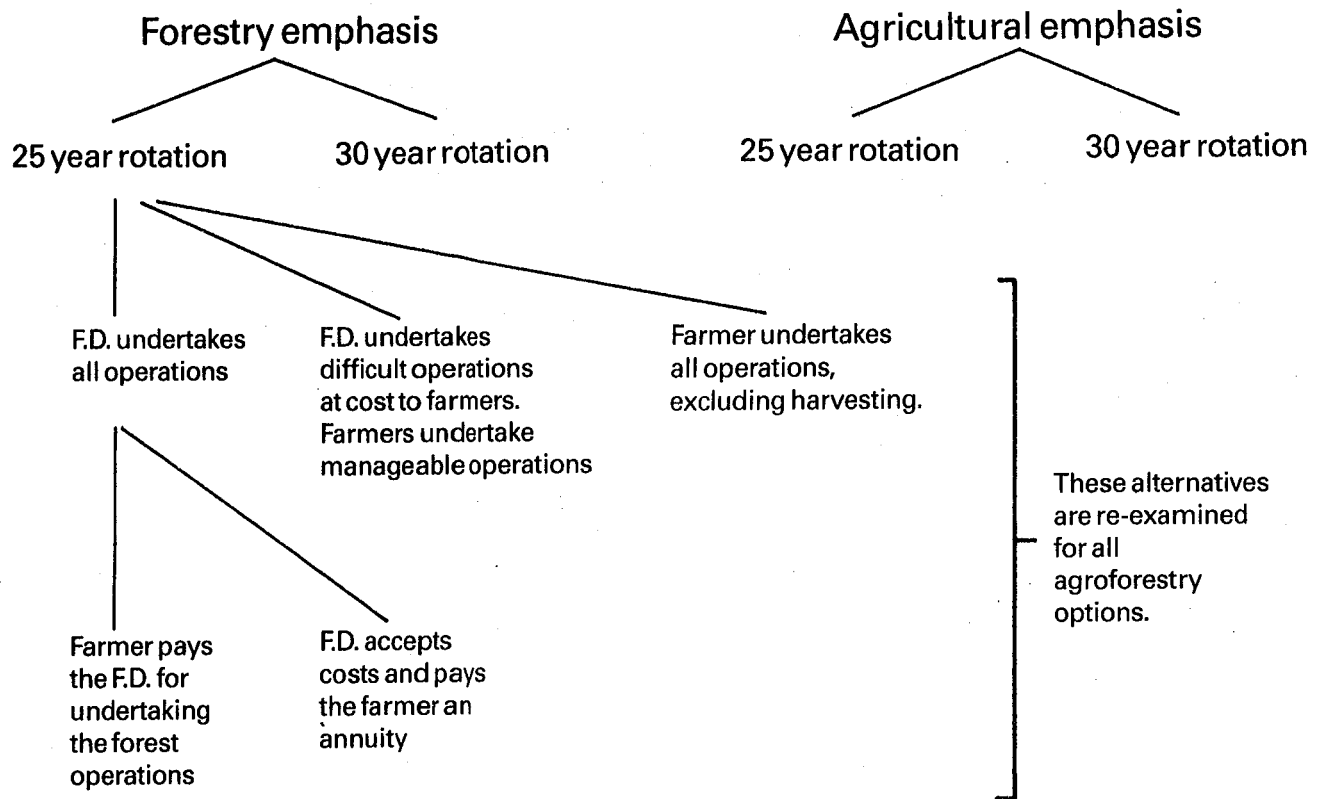 Forestry emphasis
Agricultural emphasis
25 year rotation
30 year rotation
25 year rotation
30 year rotation
F.D. undertakes
all operations
F.D. undertakes
difficult operations
at cost to farmers.
Farmers undertake
manageable operations
Farmer undertakes
all operations,
excluding harvesting.
These alternatives
are re-examined
for all
agroforestry
options.
Farmer pays
the F.D. for
undertaking
the forest
operations
F.D. accepts
costs and pays
the farmer an
annuity